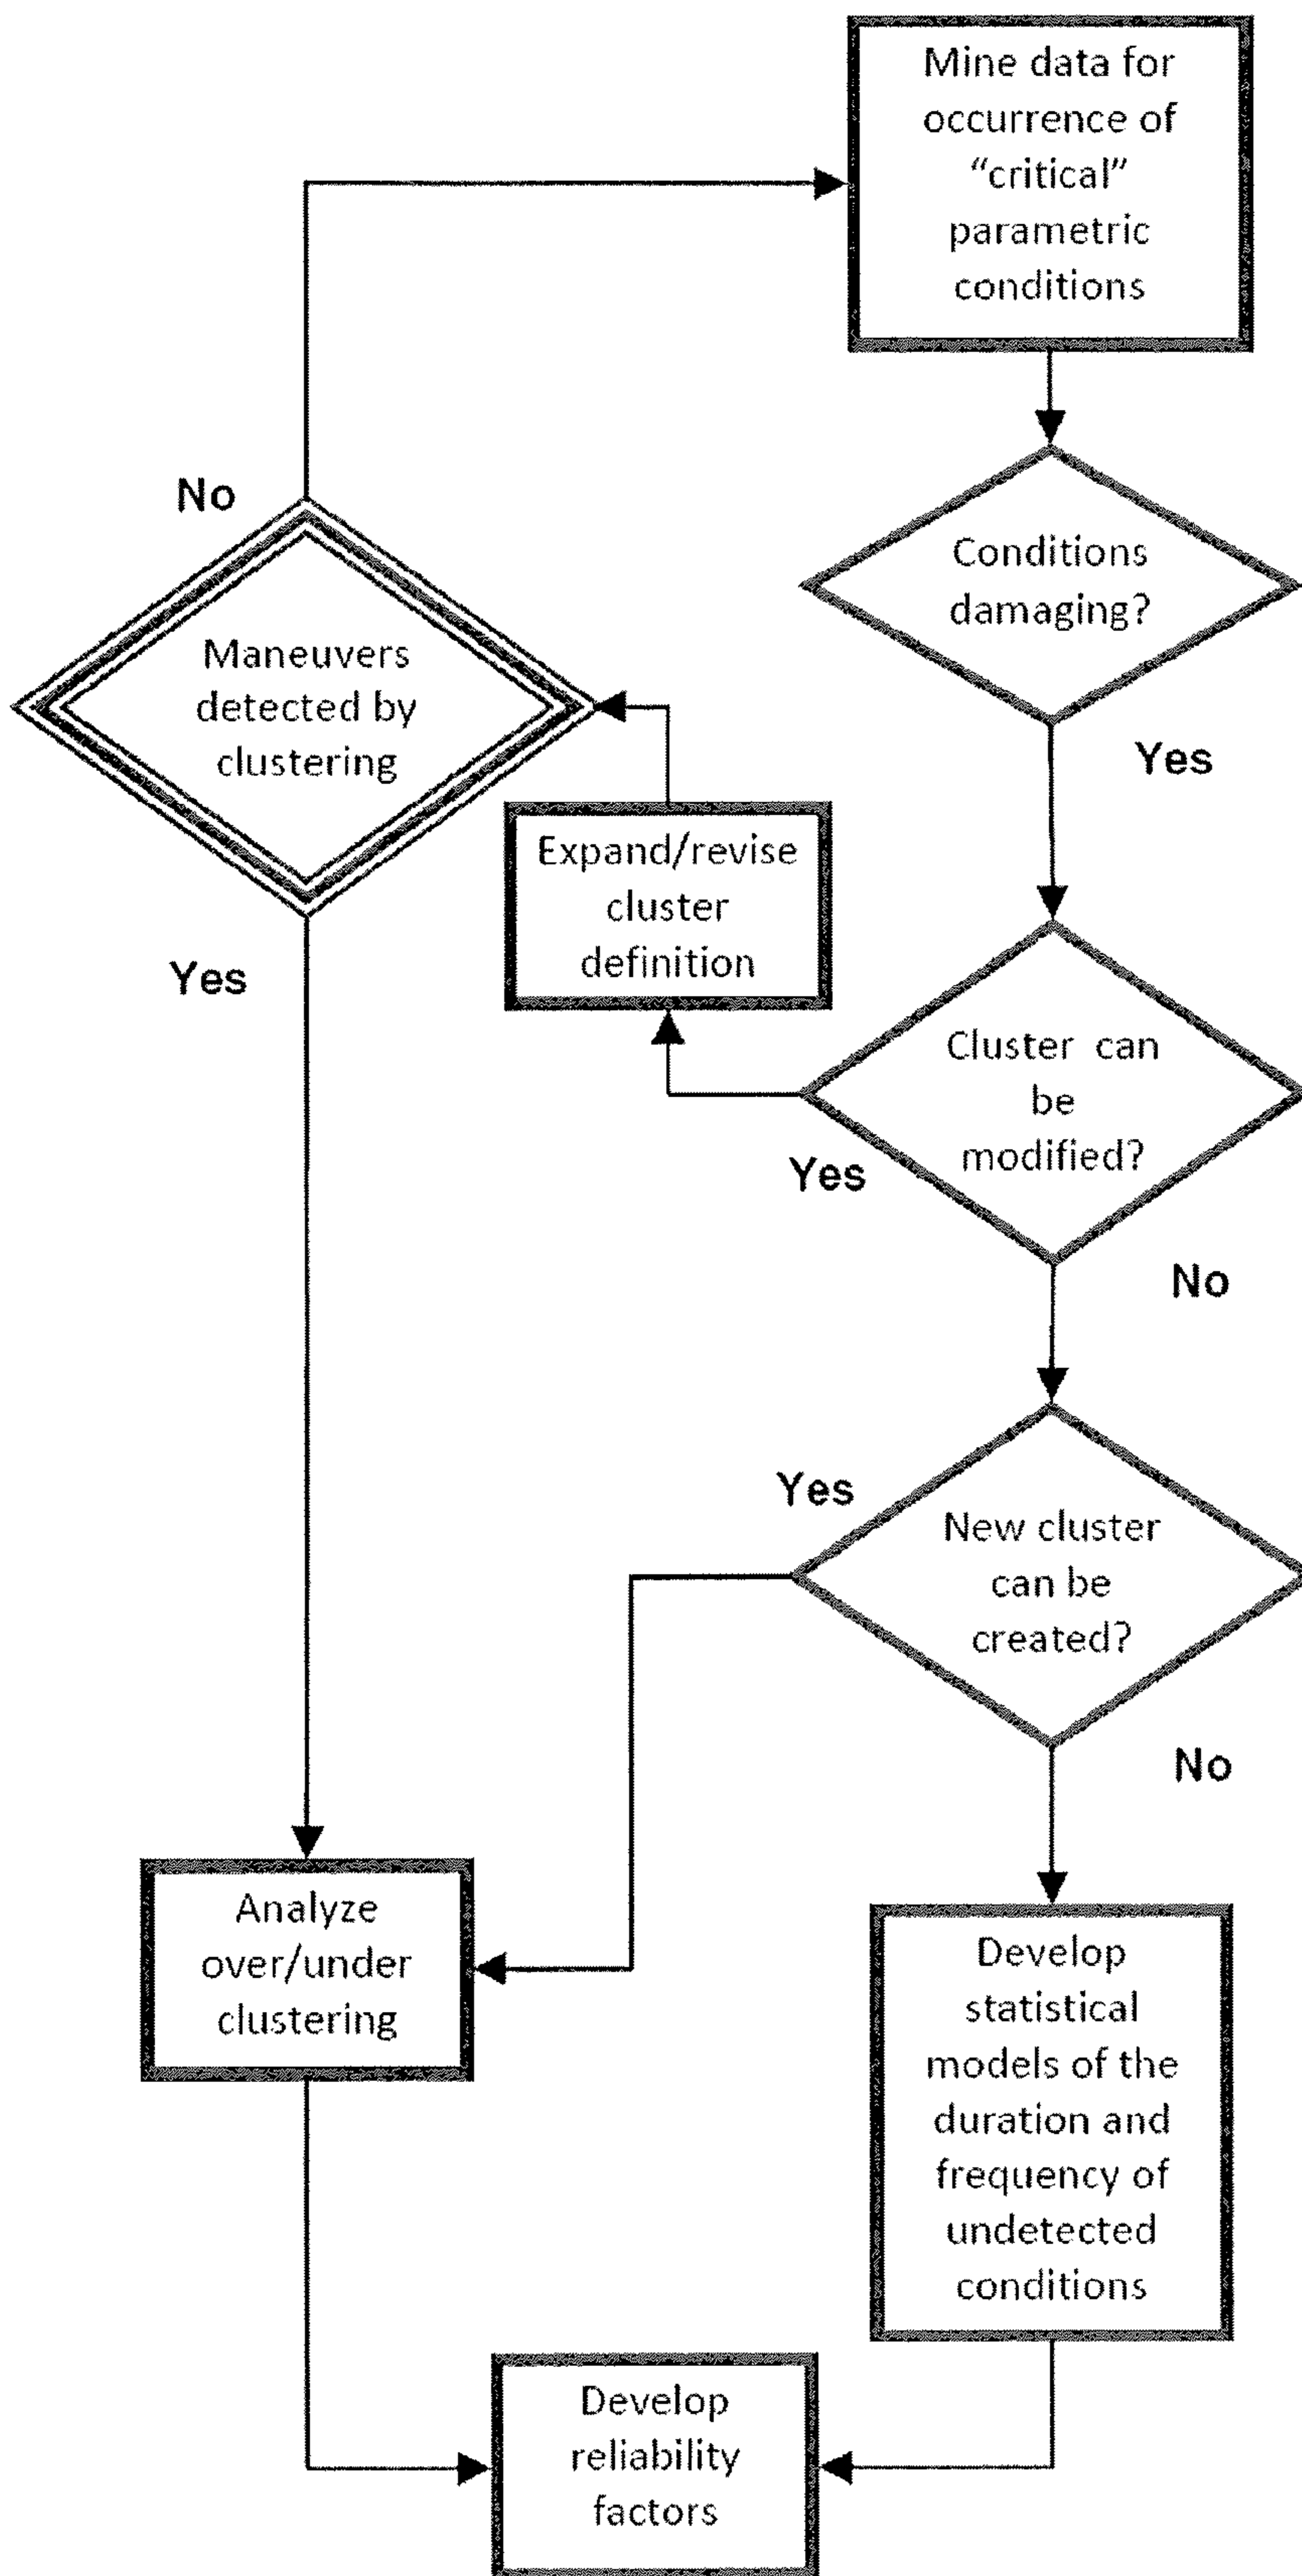 Mine data for
occurrence of
“critical”
parametric
conditions
No
Conditions
damaging?
Maneuvers
detected by
clustering
Yes
Expand/revise
cluster
definition
Yes
Cluster can
be
modified?
Yes
No
Yes
New cluster
can be
created?
No
Analyze
over/under
clustering
Develop
statistical
models of the
duration and
frequency of
undetected
conditions
Develop
reliability
factors